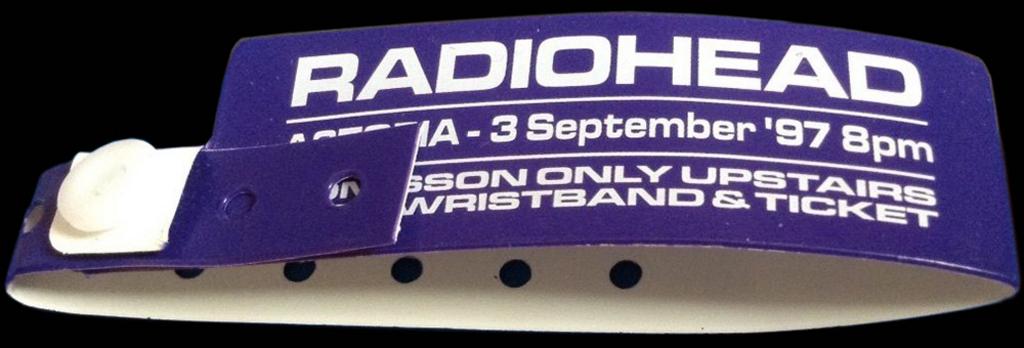 RADIOHEAD
- 3 September '97 8pm
ONLY UPSTAIRS
WRISTBAND & TICKET